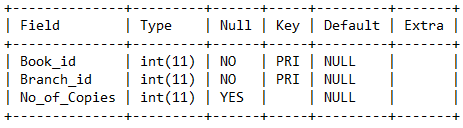 +--------------+---------+------+-----+---------+-------+
| Field        | Type    | Null | Key | Default | Extra |
+--------------+---------+------+-----+---------+-------+
| Book_id      | int(11) | NO   | PRI | NULL    |       |
| Branch_id    | int(11) | NO   | PRI | NULL    |       |
| No_of_Copies | int(11) | YES  |     | NULL    |       |
+--------------+---------+------+-----+---------+-------+